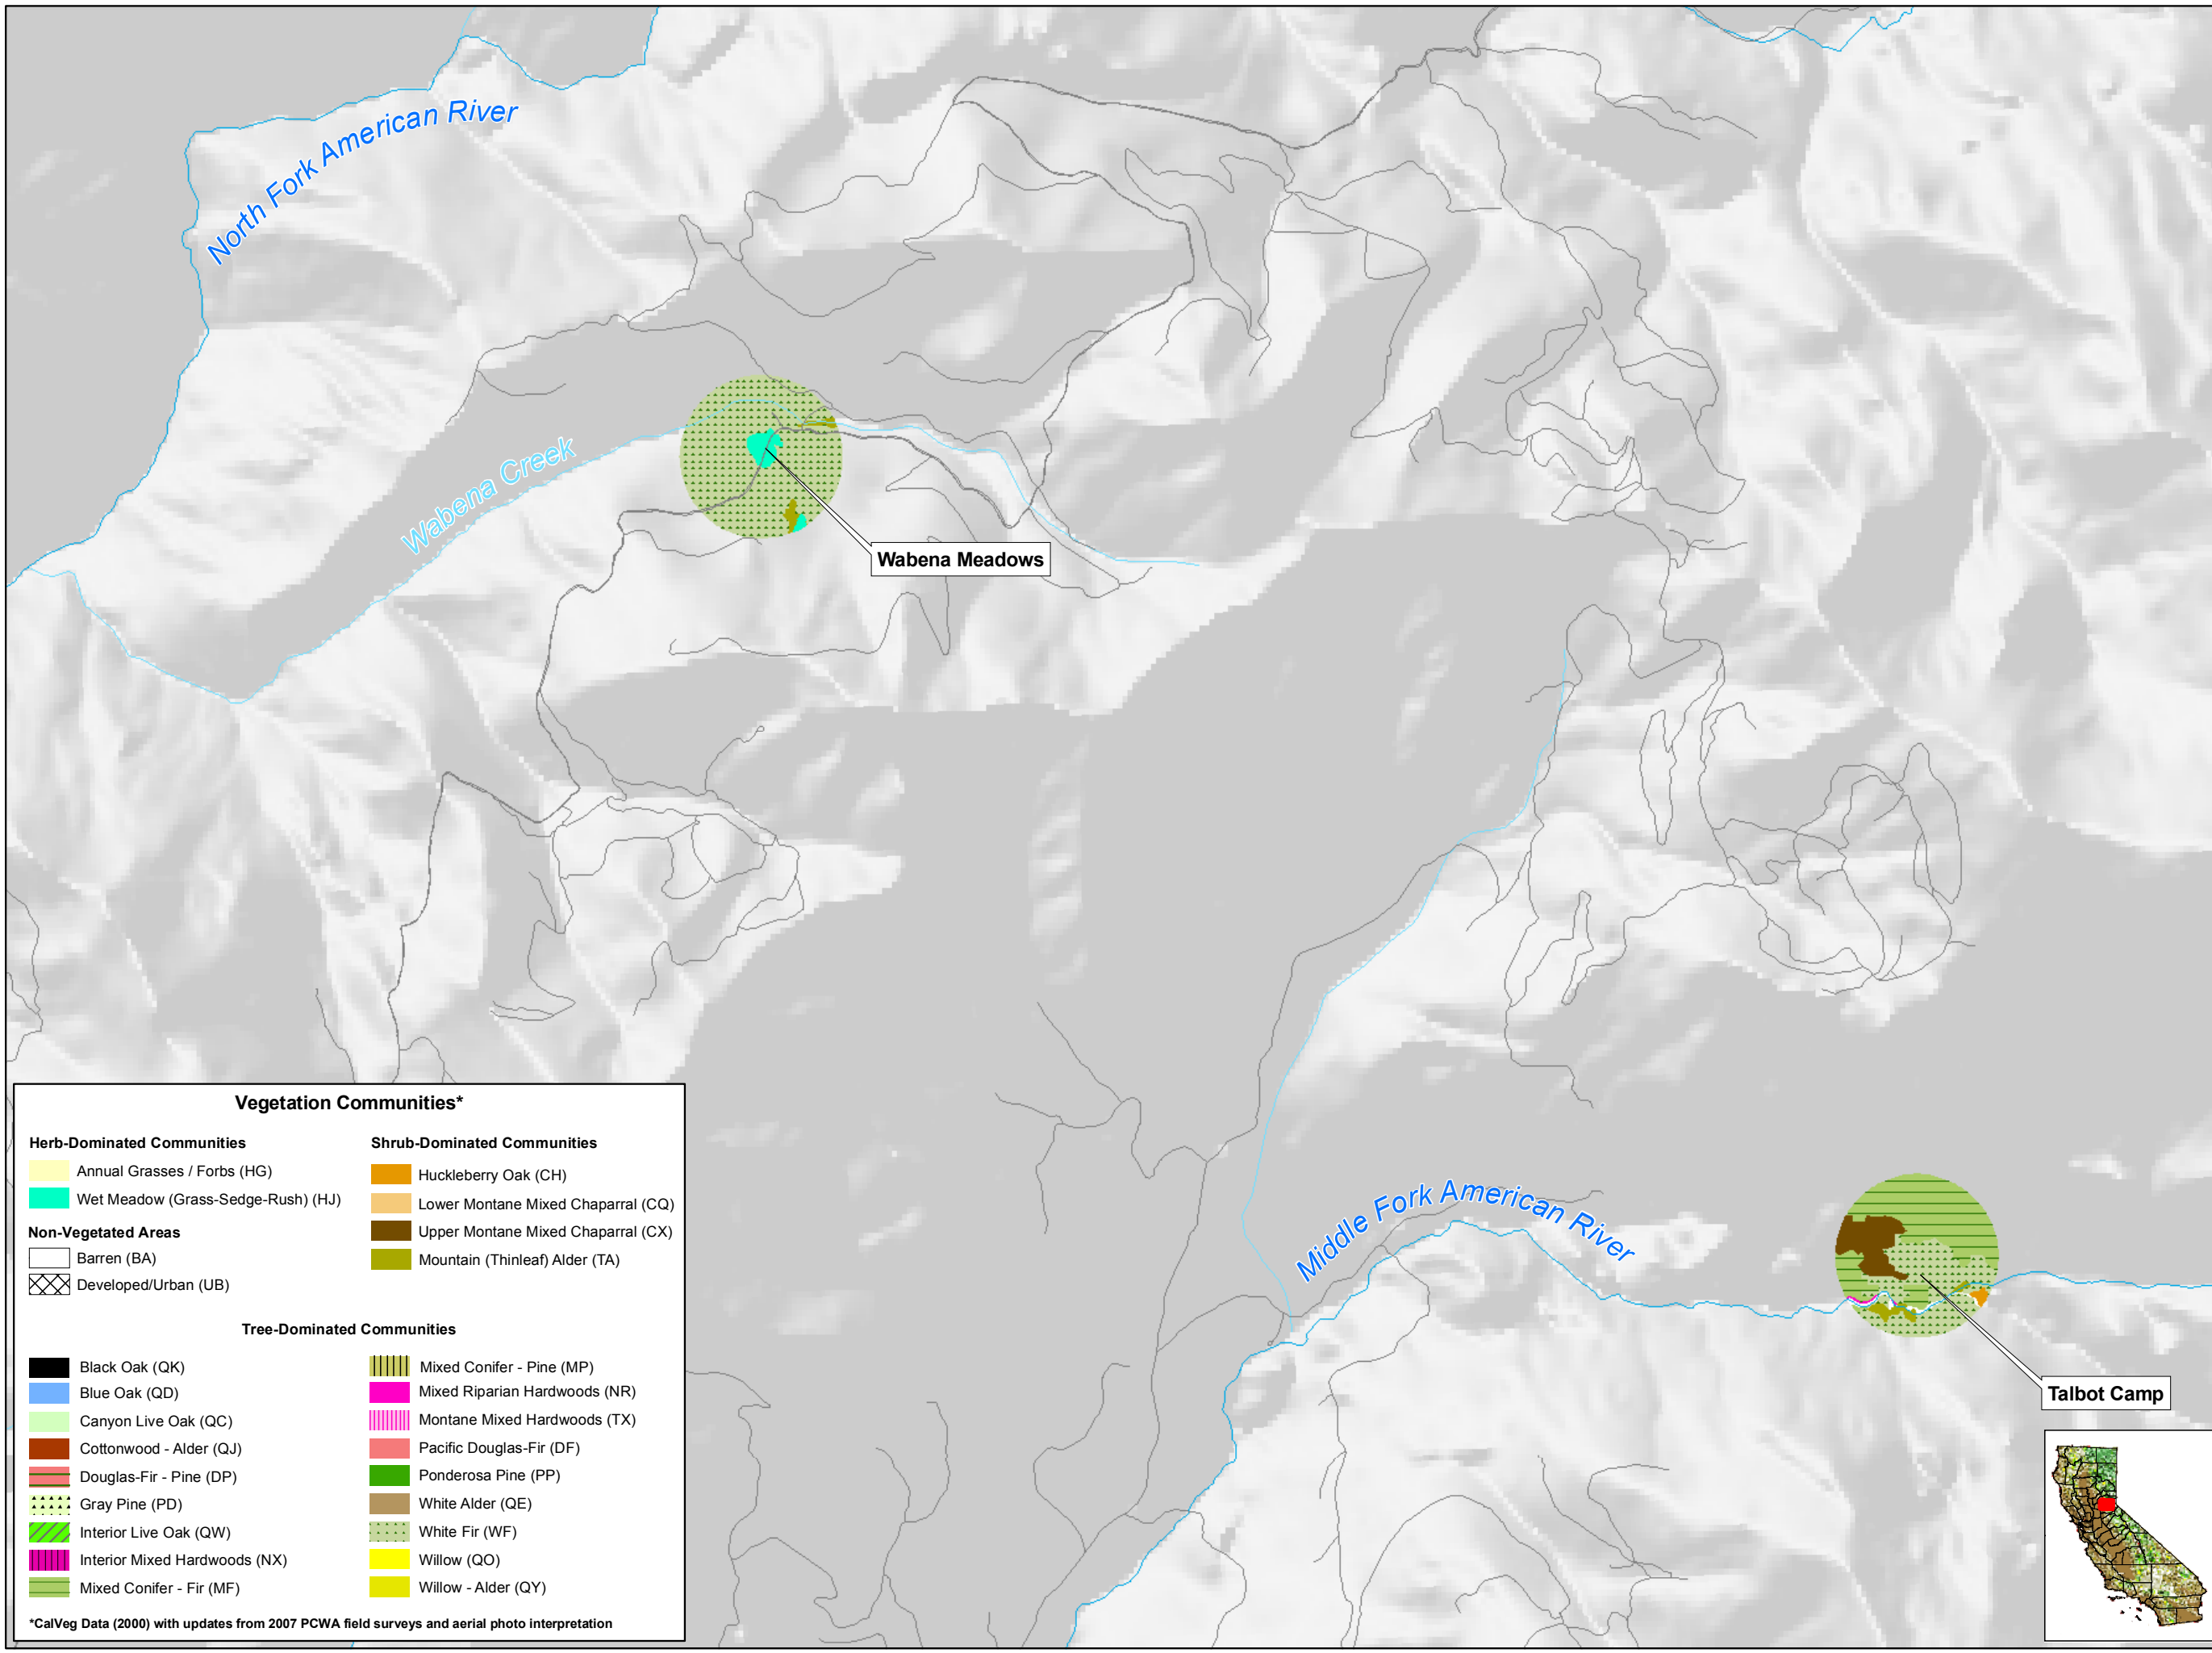 North Fork American River
Wabena Creek
Wabena Meadows
Middle Fork American River
Talbot Camp
Vegetation Communities*
Herb-Dominated Communities
Annual Grasses / Forbs (HG)
Wet Meadow (Grass-Sedge-Rush) (HJ)
Non-Vegetated Areas
Barren (BA)
Developed/Urban (UB)
Shrub-Dominated Communities
Huckleberry Oak (CH)
Lower Montane Mixed Chaparral (CQ)
Upper Montane Mixed Chaparral (CX)
Mountain (Thinleaf) Alder (TA)
Tree-Dominated Communities
Black Oak (QK)
Blue Oak (QD)
Canyon Live Oak (QC)
Cottonwood - Alder (QJ)
Douglas-Fir - Pine (DP)
Gray Pine (PD)
Interior Live Oak (QW)
Interior Mixed Hardwoods (NX)
Mixed Conifer - Fir (MF)
Mixed Conifer - Pine (MP)
Mixed Riparian Hardwoods (NR)
Montane Mixed Hardwoods (TX)
Pacific Douglas-Fir (DF)
Ponderosa Pine (PP)
White Alder (QE)
White Fir (WF)
Willow (QO)
Willow - Alder (QY)
*CalVeg Data (2000) with updates from 2007 PCWA field surveys and aerial photo interpretation